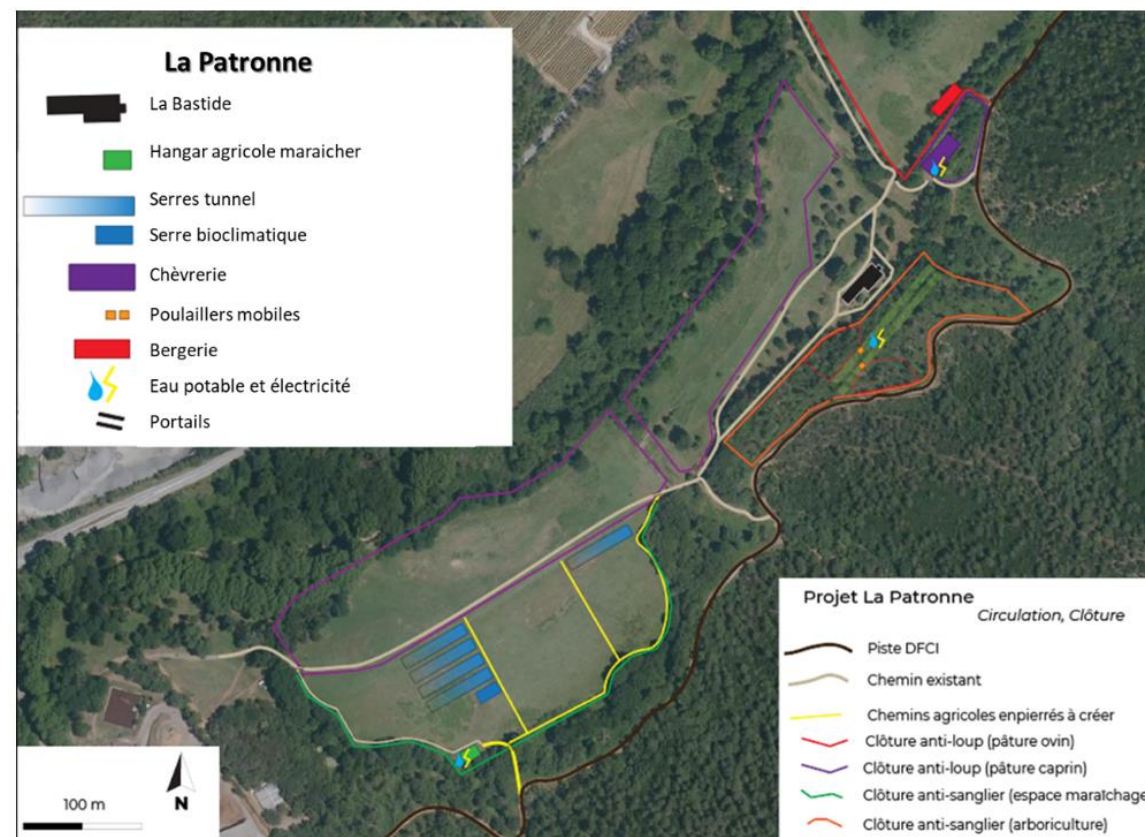 La Patronne
La Bastide
Hangar agricole maraicher
Serres tunnel
Serre bioclimatique
Chèvrerie
Poulaillers mobiles
Bergerie
Eau potable et électricité
Portails
Projet La Patronne
Circulation, Clôture
Piste DFCI
Chemin existant
Chemins agricoles enpierrés à créer
Clôture anti-loup (pâture ovin)
Clôture anti-loup (pâture caprin)
Clôture anti-sanglier (espace maraîchage)
Clôture anti-sanglier (arboriculture)
100 m
N